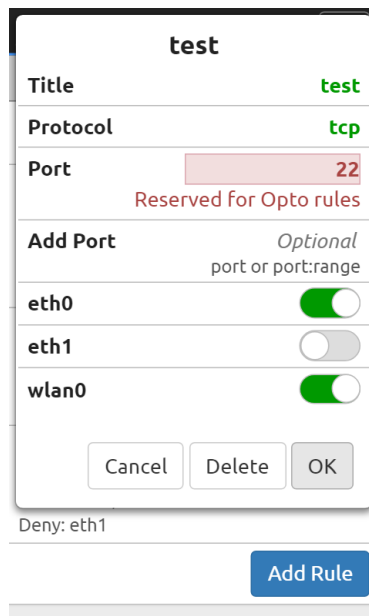 test
Title test
Protocol tcp
Port 22
Reserved for Opto rules
Add Port Optional
port or port:range
eth0
eth1
wlan0
Cancel Delete OK
Deny: eth1
Add Rule